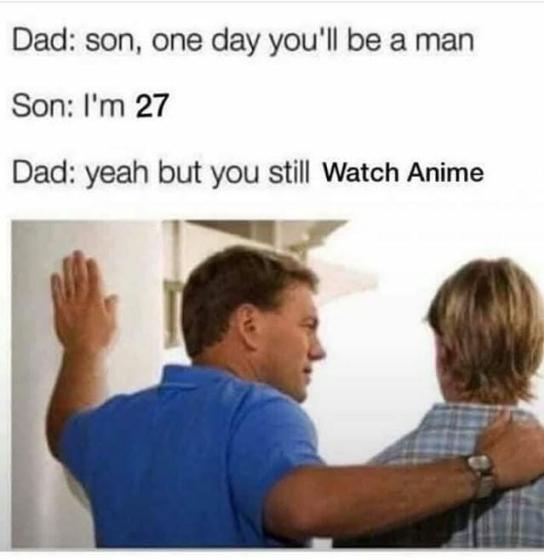 Dad: son, one day you'll be a man
Son: I'm 27
Dad: yeah but you still Watch Anime